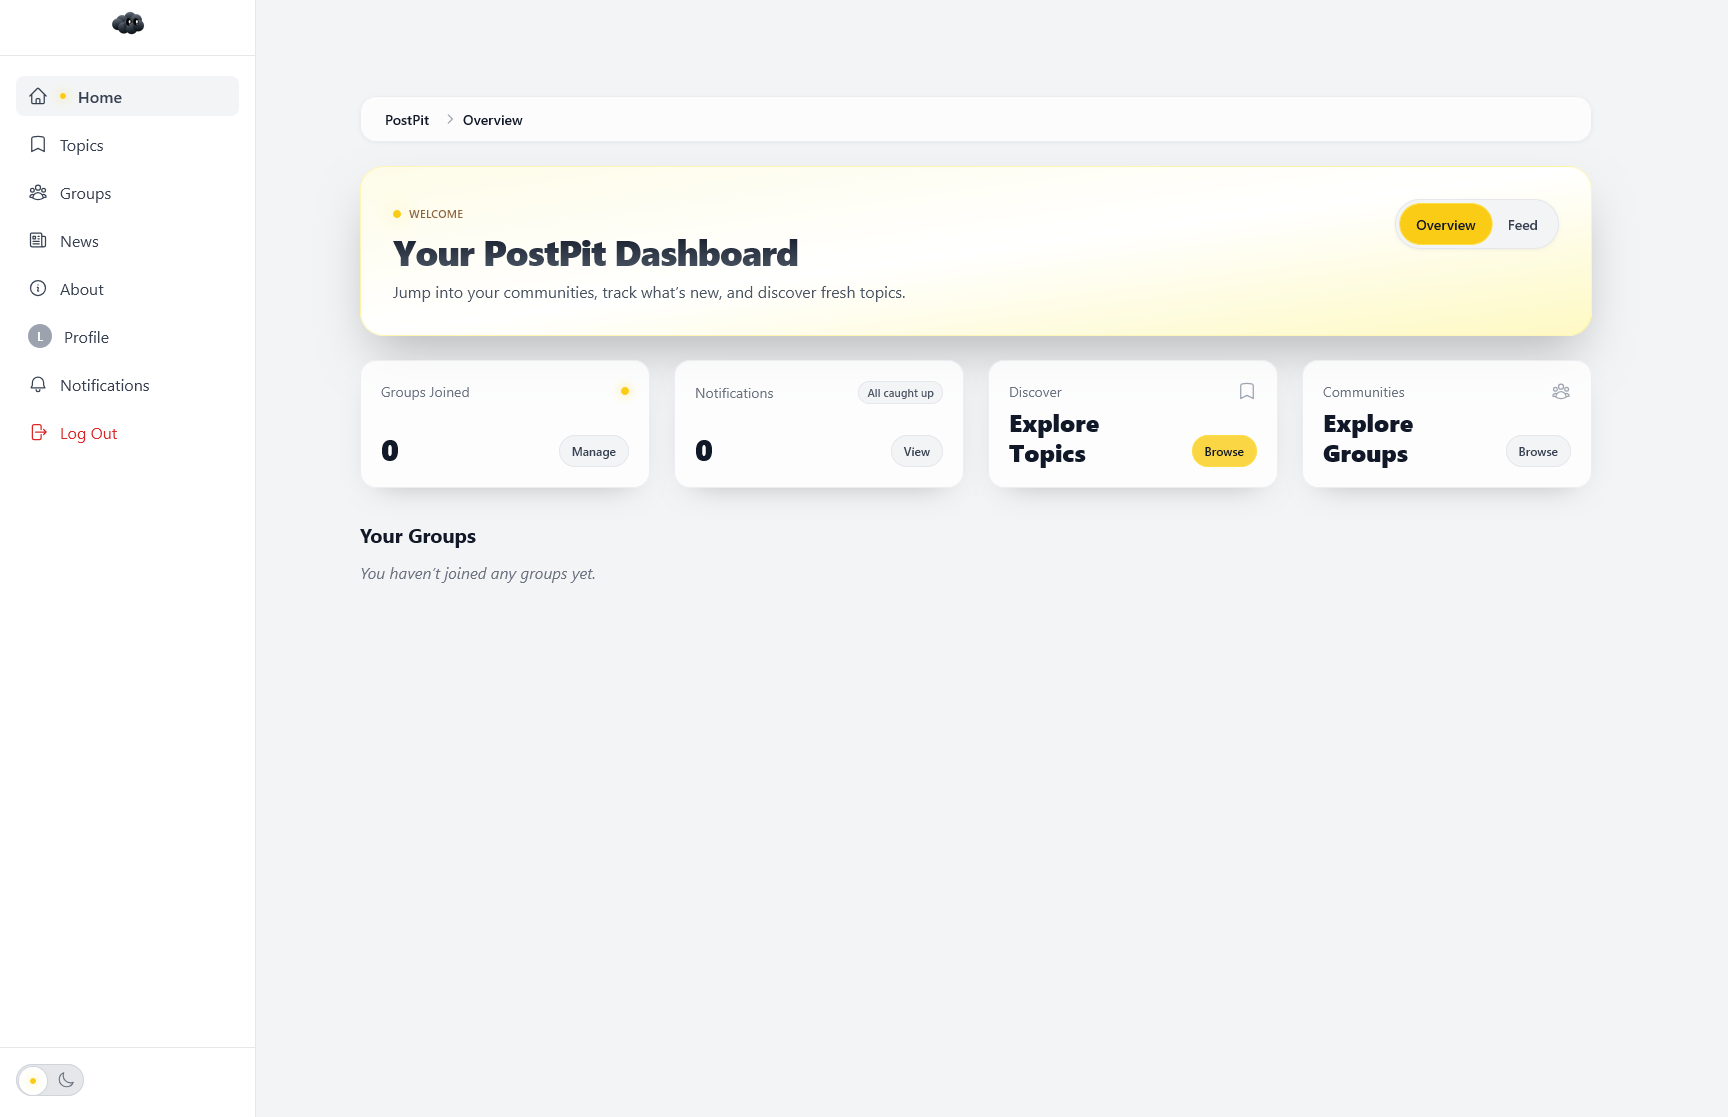 Home
Topics
Groups
News
About
L Profile
Notifications
Log Out
PostPit > Overview
WELCOME
Your PostPit Dashboard
Jump into your communities, track what's new, and discover fresh topics.
Overview Feed
Groups Joined
0 Manage
Notifications All caught up
0 View
Discover
Explore
Topics
Browse
Communities
Explore
Groups
Browse
Your Groups
You haven't joined any groups yet.